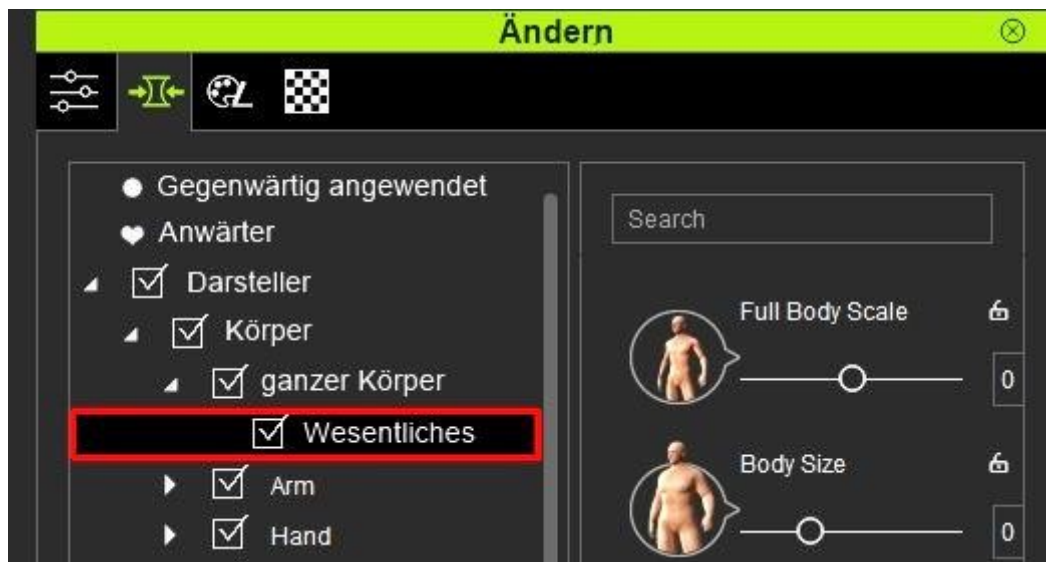 Ändern
Gegenwärtig angewendet
Anwärter
Darsteller
Körper
ganzer Körper
Wesentliches
Arm
Hand
Search
Full Body Scale
0
Body Size
0